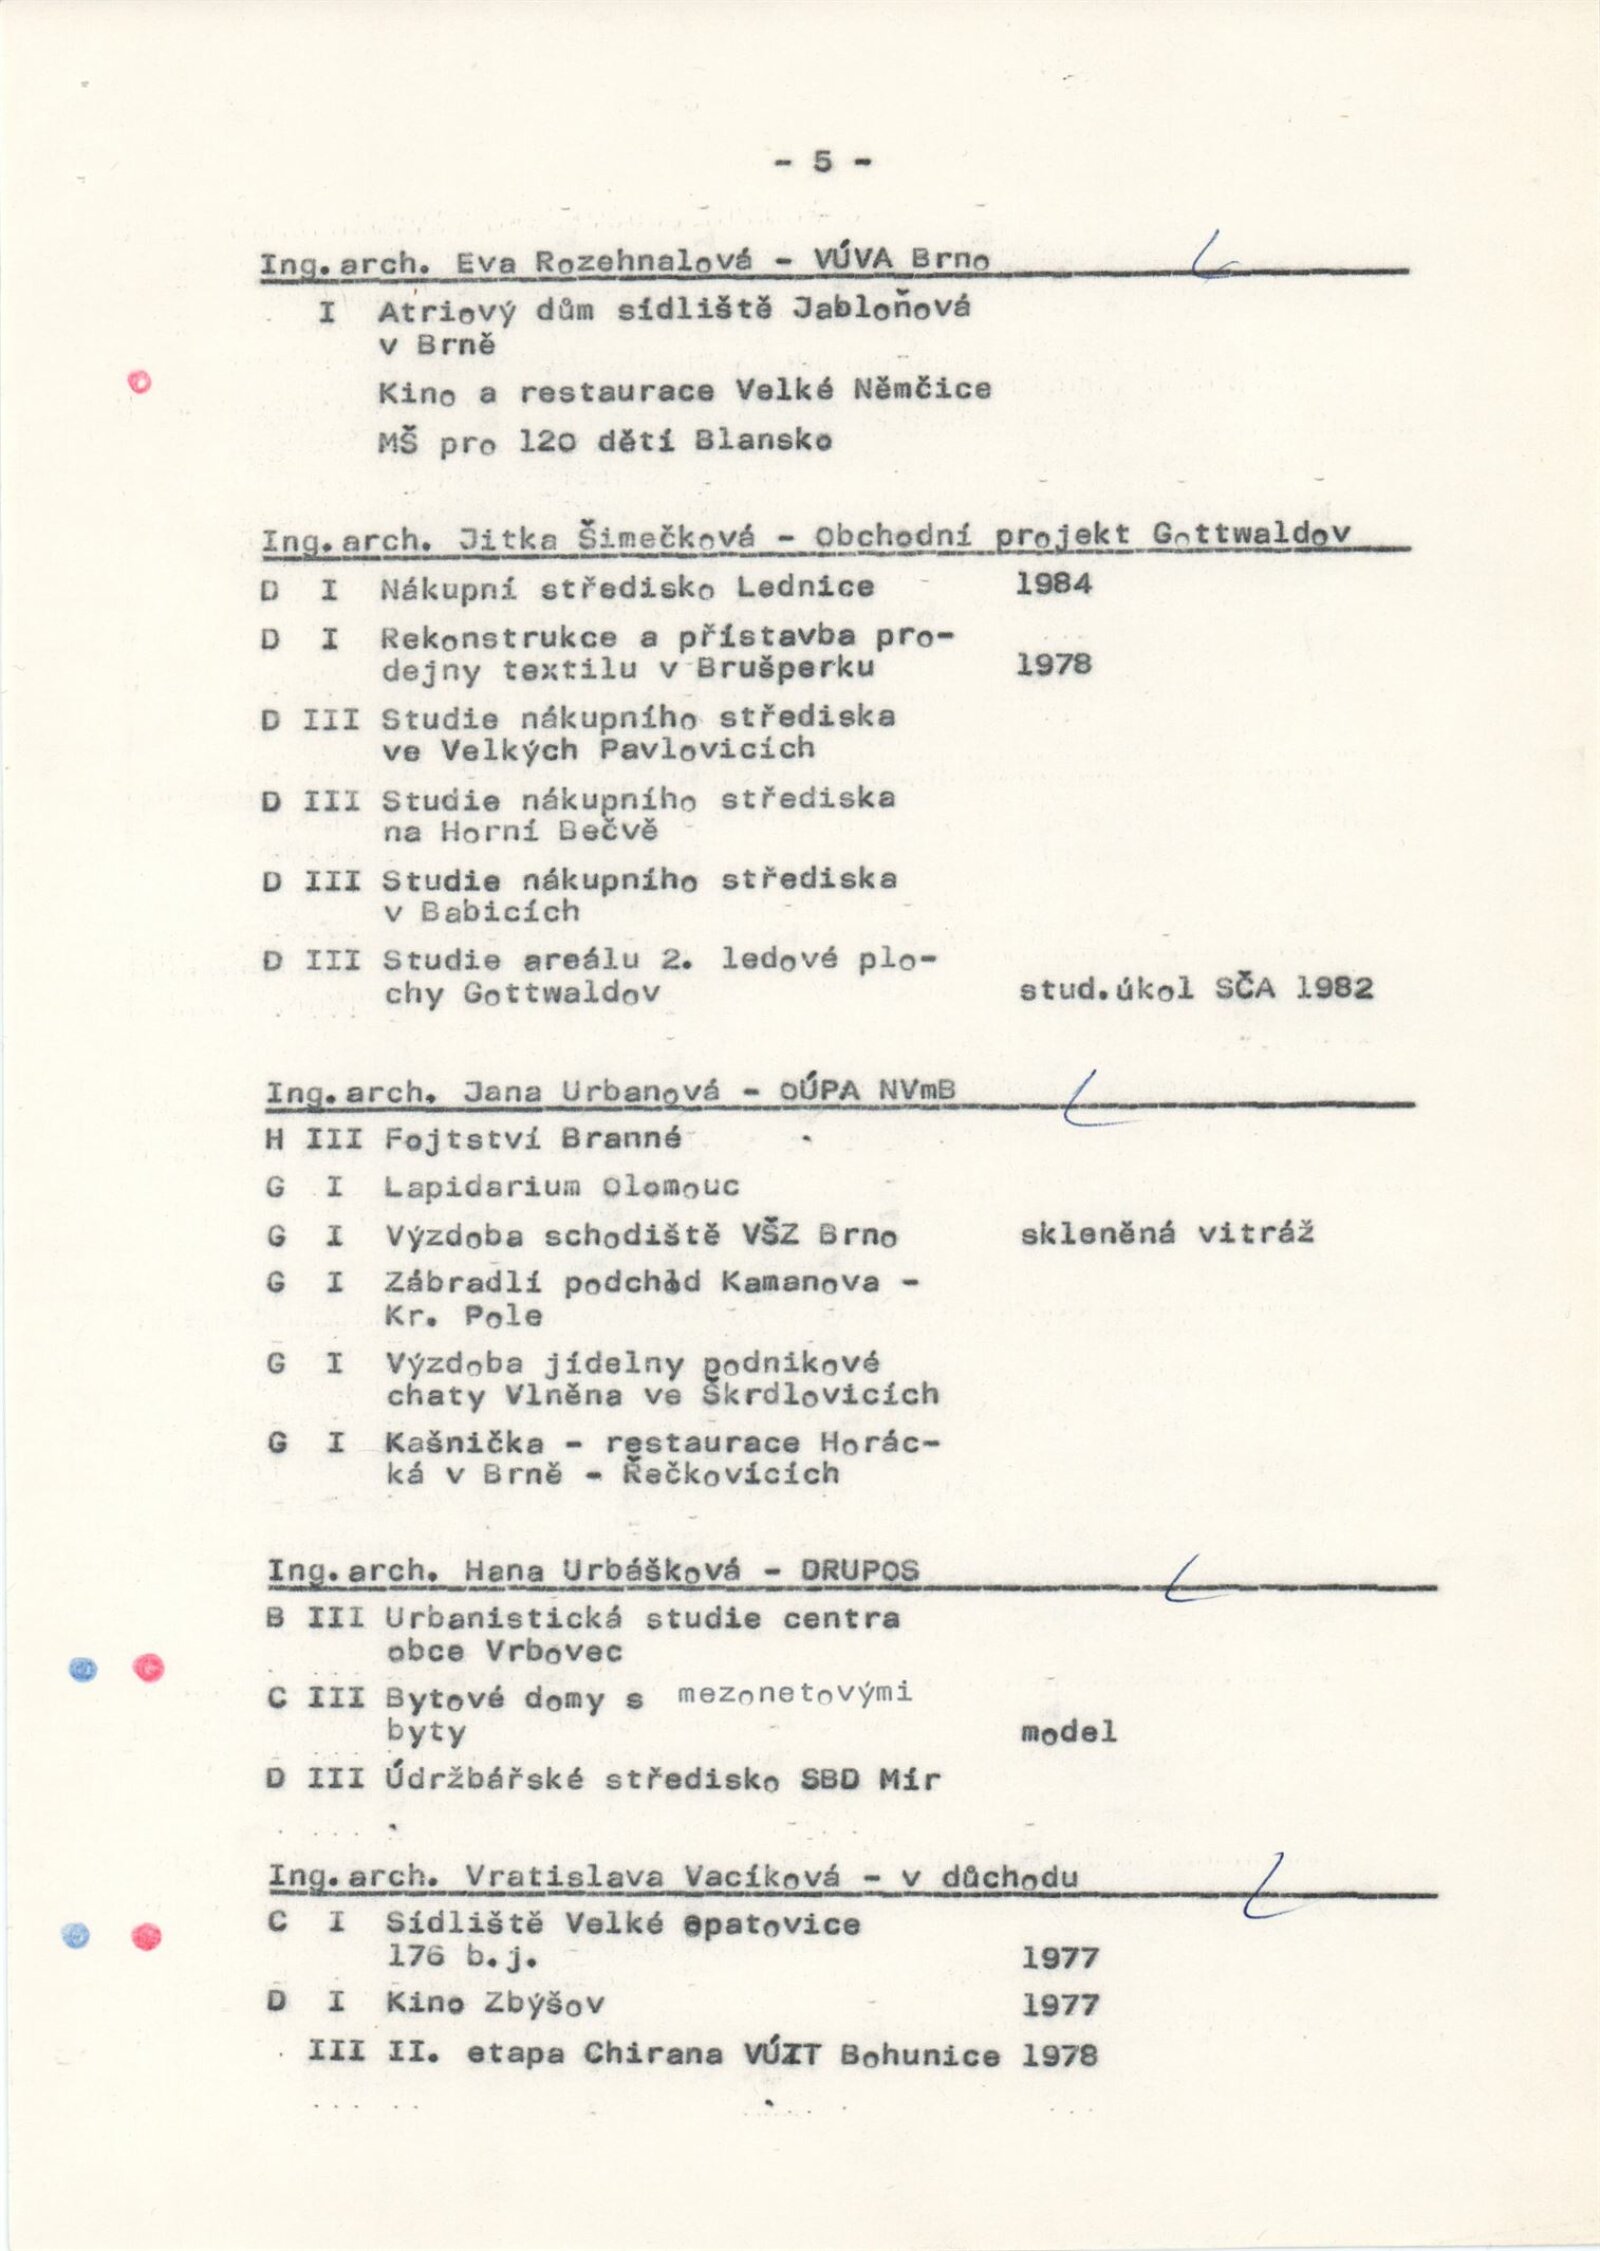 - 5 -
Ing.arch. Eva Rozehnalová - VÚVA Brno
I Atriový dům sídliště Jabloňová
v Brně
Kino a restaurace Velké Němčice
MŠ pro 120 dětí Blansko
Ing.arch. Jitka Šimečková - Obchodní projekt Gottwaldov
D I Nákupní středisko Lednice 1984
D I Rekonstrukce a přístavba pro-
dejny textilu v Brušperku 1978
D III Studie nákupního střediska
ve Velkých Pavlovicích
D III Studie nákupního střediska
na Horní Bečvě
D III Studie nákupního střediska
v Babicích
D III Studie areálu 2. ledové plo-
chy Gottwaldov stud.úkol SČA 1982
Ing.arch. Jana Urbanová - OÚPA NVmB
H III Fojtství Branné
G I Lapidarium Olomouc
G I Výzdoba schodiště VŠZ Brno skleněná vitráž
G I Zábradlí podchod Kamanova -
Kr. Pole
G I Výzdoba jídelny podnikové
chaty Vlněna ve Škrdlovicích
G I Kašnička - restaurace Horác-
ká v Brně - Řečkovicích
Ing.arch. Hana Urbášková - DRUPOS
B III Urbanistická studie centra
obce Vrbovec
C III Bytové domy s mezonetovými
byty model
D III Údržbářské středisko SBD Mír
Ing.arch. Vratislava Vacíková - v důchodu
C I Sídliště Velké Opatovice
176 b.j. 1977
D I Kino Zbýšov 1977
III II. etapa Chirana VÚZT Bohunice 1978